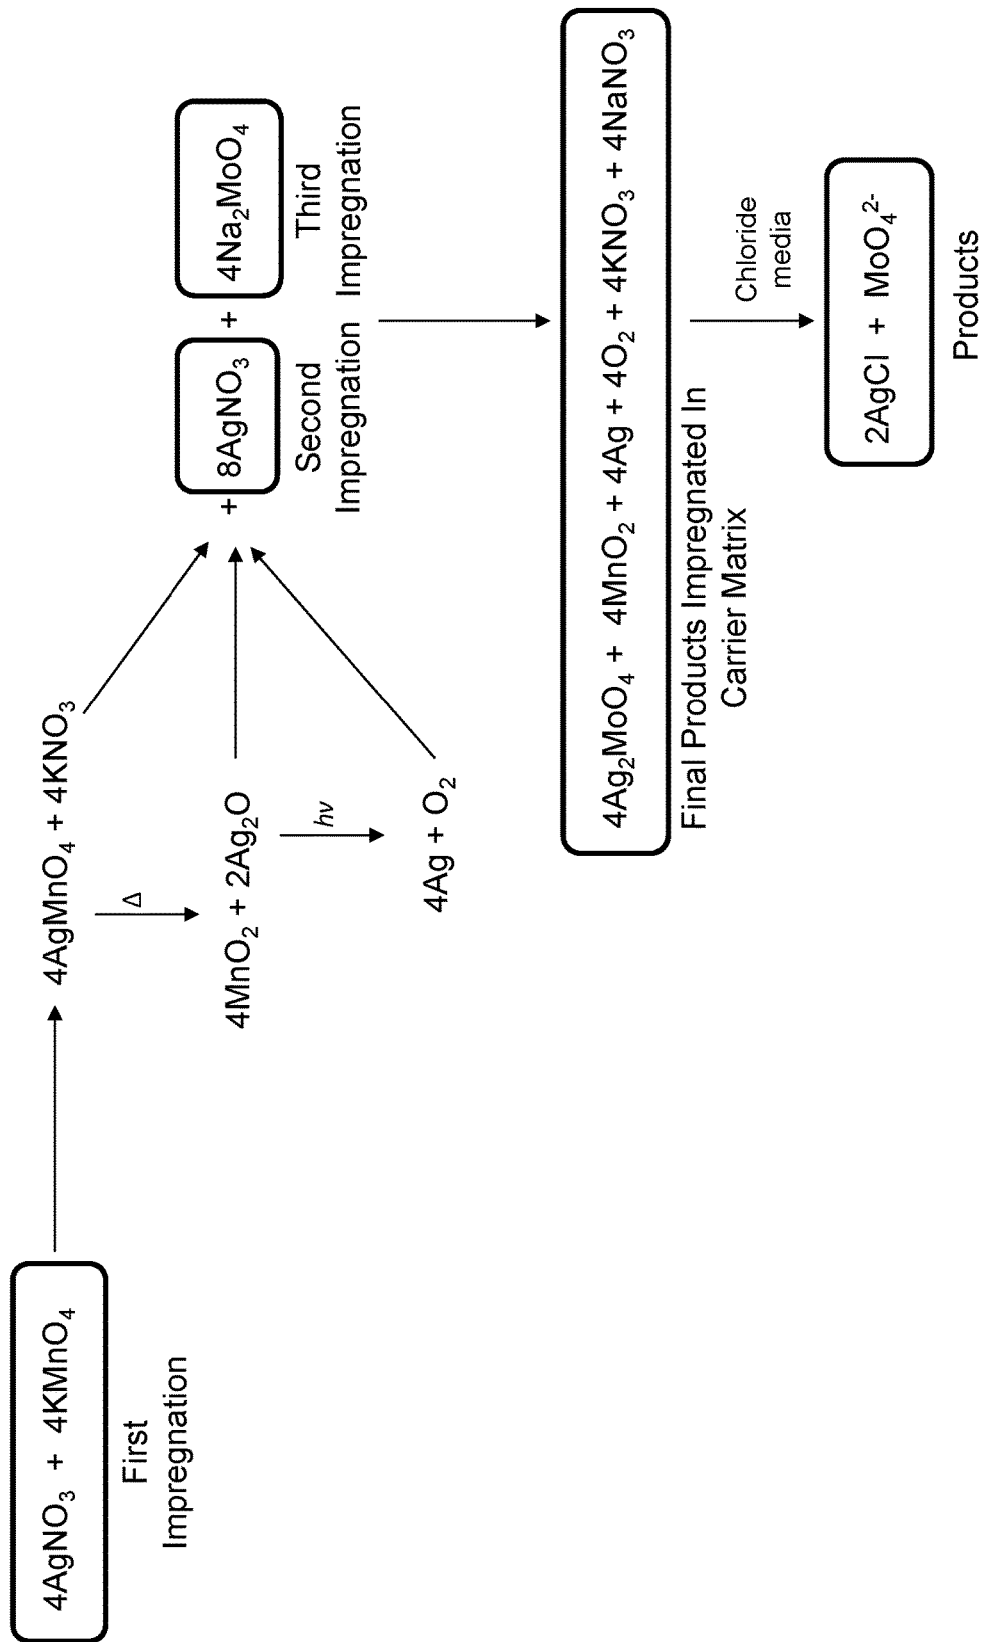 4AgNO₃ + 4KMnO₄
First
Impregnation
4AgMnO₄ + 4KNO₃
Δ
4MnO₂ + 2Ag₂O
hν
4Ag + O₂
+ 8AgNO₃ + 4Na₂MoO₄
Second
Impregnation
Third
Impregnation
4Ag₂MoO₄ + 4MnO₂ + 4Ag + 4O₂ + 4KNO₃ + 4NaNO₃
Final Products Impregnated In
Carrier Matrix
Chloride
media
2AgCl + MoO₄²⁻
Products